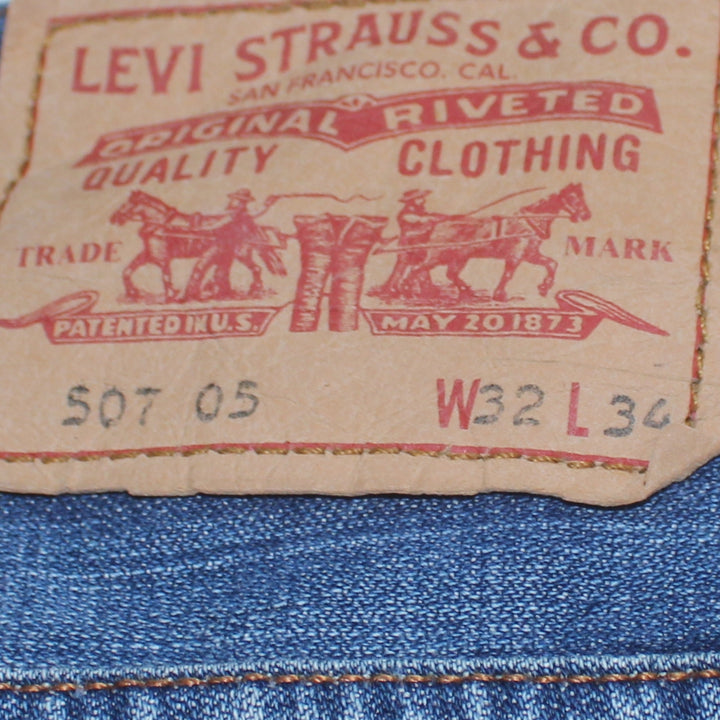 LEVI STRAUSS & CO.
SAN FRANCISCO, CAL.
ORIGINAL RIVETED
QUALITY CLOTHING
TRADE MARK
PATENTED IN U.S. MAY 20 1873
S07 05 W32 L34